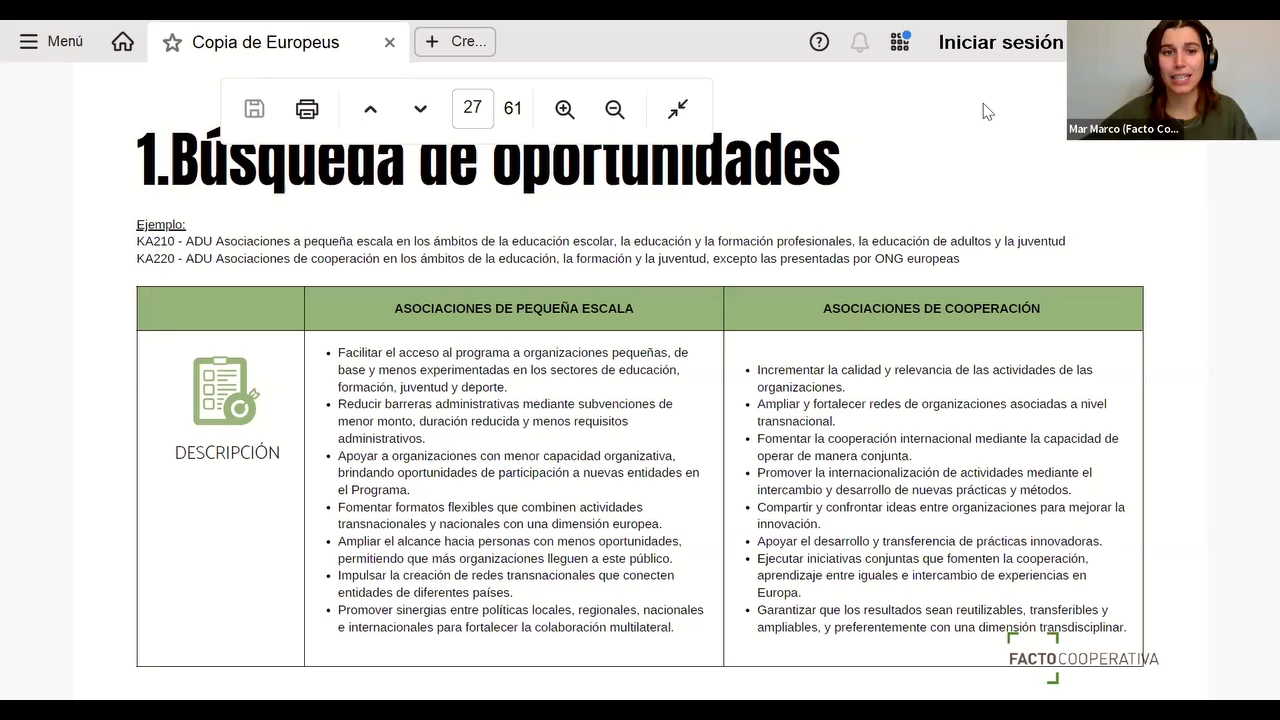 Menú
Copia de Europeus
Cre...
Iniciar sesión
27
61
Mar Marco (Facto Co...
1.Búsqueda de oportunidades
Ejemplo:
KA210 - ADU Asociaciones a pequeña escala en los ámbitos de la educación escolar, la educación y la formación profesionales, la educación de adultos y la juventud
KA220 - ADU Asociaciones de cooperación en los ámbitos de la educación, la formación y la juventud, excepto las presentadas por ONG europeas
ASOCIACIONES DE PEQUEÑA ESCALA
ASOCIACIONES DE COOPERACIÓN
DESCRIPCIÓN
• Facilitar el acceso al programa a organizaciones pequeñas, de
base y menos experimentadas en los sectores de educación,
formación, juventud y deporte.
• Reducir barreras administrativas mediante subvenciones de
menor monto, duración reducida y menos requisitos
administrativos.
• Apoyar a organizaciones con menor capacidad organizativa,
brindando oportunidades de participación a nuevas entidades en
el Programa.
• Fomentar formatos flexibles que combinen actividades
transnacionales y nacionales con una dimensión europea.
• Ampliar el alcance hacia personas con menos oportunidades,
permitiendo que más organizaciones lleguen a este público.
• Impulsar la creación de redes transnacionales que conecten
entidades de diferentes países.
• Promover sinergias entre políticas locales, regionales, nacionales
e internacionales para fortalecer la colaboración multilateral.
• Incrementar la calidad y relevancia de las actividades de las
organizaciones.
• Ampliar y fortalecer redes de organizaciones asociadas a nivel
transnacional.
• Fomentar la cooperación internacional mediante la capacidad de
operar de manera conjunta.
• Promover la internacionalización de actividades mediante el
intercambio y desarrollo de nuevas prácticas y métodos.
• Compartir y confrontar ideas entre organizaciones para mejorar la
innovación.
• Apoyar el desarrollo y transferencia de prácticas innovadoras.
• Ejecutar iniciativas conjuntas que fomenten la cooperación,
aprendizaje entre iguales e intercambio de experiencias en
Europa.
• Garantizar que los resultados sean reutilizables, transferibles y
ampliables, y preferentemente con una dimensión transdisciplinar.
FACTOCOOPERATIVA